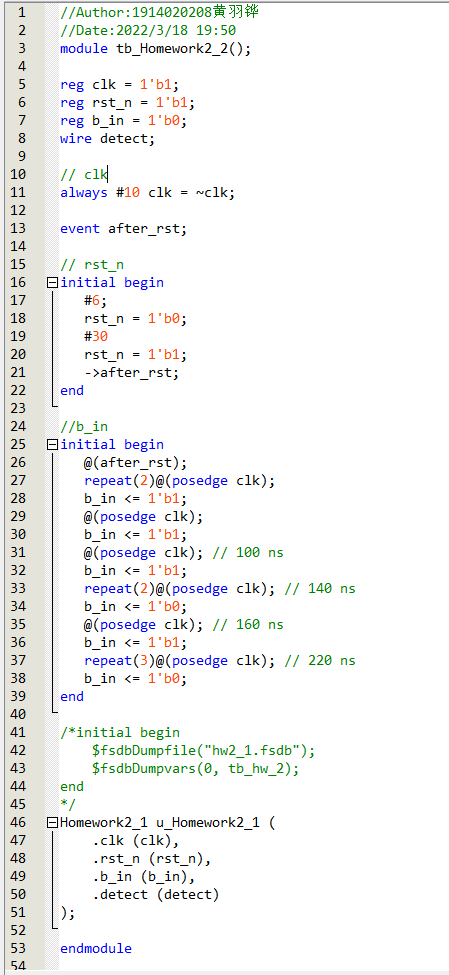 1 //Author:1914020208黄羽铧
2 //Date:2022/3/18 19:50
3 module tb_Homework2_2();
4
5 reg clk = 1'b1;
6 reg rst_n = 1'b1;
7 reg b_in = 1'b0;
8 wire detect;
9
10 // clk
11 always #10 clk = ~clk;
12
13 event after_rst;
14
15 // rst_n
16 initial begin
17 #6;
18 rst_n = 1'b0;
19 #30
20 rst_n = 1'b1;
21 ->after_rst;
22 end
23
24 //b_in
25 initial begin
26 @(after_rst);
27 repeat(2)@(posedge clk);
28 b_in <= 1'b1;
29 @(posedge clk);
30 b_in <= 1'b1;
31 @(posedge clk); // 100 ns
32 b_in <= 1'b1;
33 repeat(2)@(posedge clk); // 140 ns
34 b_in <= 1'b0;
35 @(posedge clk); // 160 ns
36 b_in <= 1'b1;
37 repeat(3)@(posedge clk); // 220 ns
38 b_in <= 1'b0;
39 end
40
41 /*initial begin
42 $fsdbDumpfile("hw2_1.fsdb");
43 $fsdbDumpvars(0, tb_hw_2);
44 end
45 */
46 Homework2_1 u_Homework2_1 (
47 .clk (clk),
48 .rst_n (rst_n),
49 .b_in (b_in),
50 .detect (detect)
51 );
52
53 endmodule
54